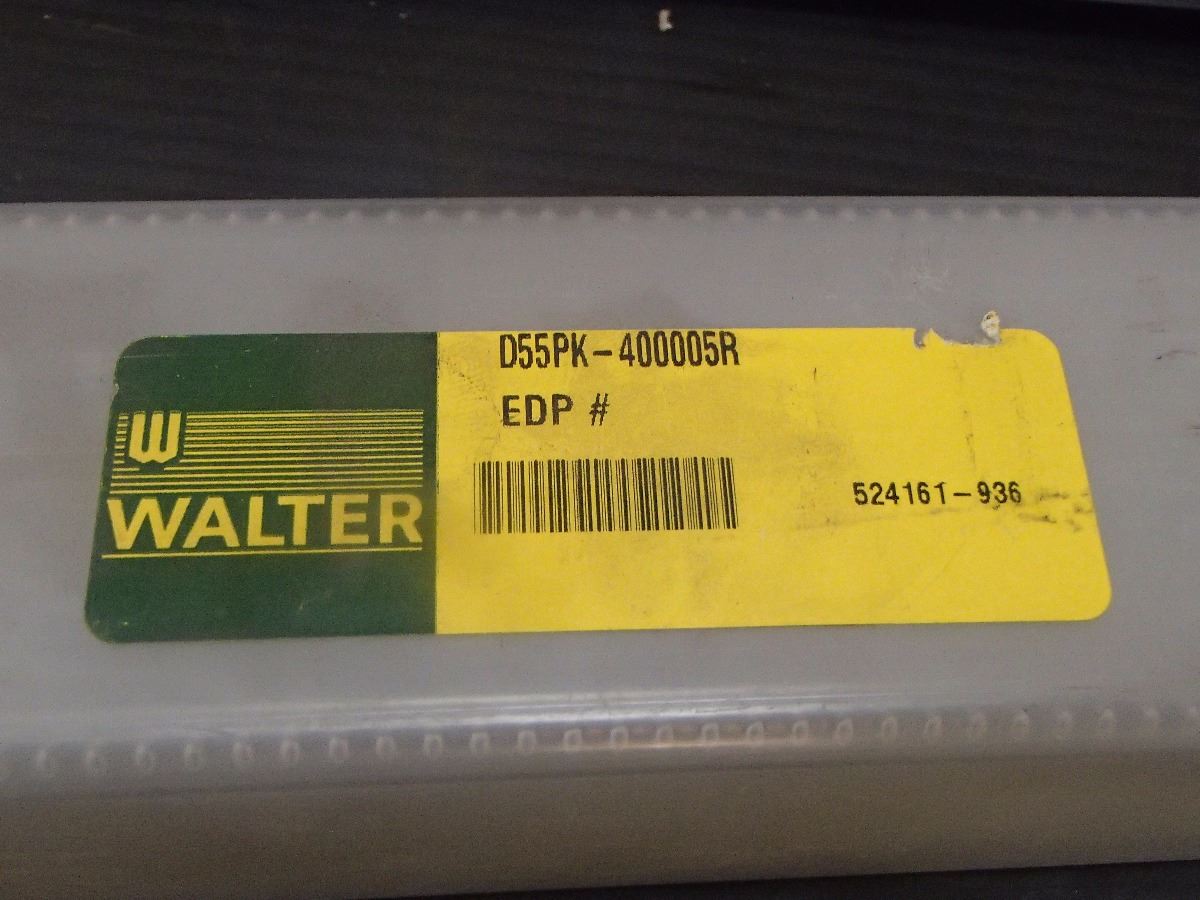 D55PK-400005R
EDP #
W
WALTER
524161-936